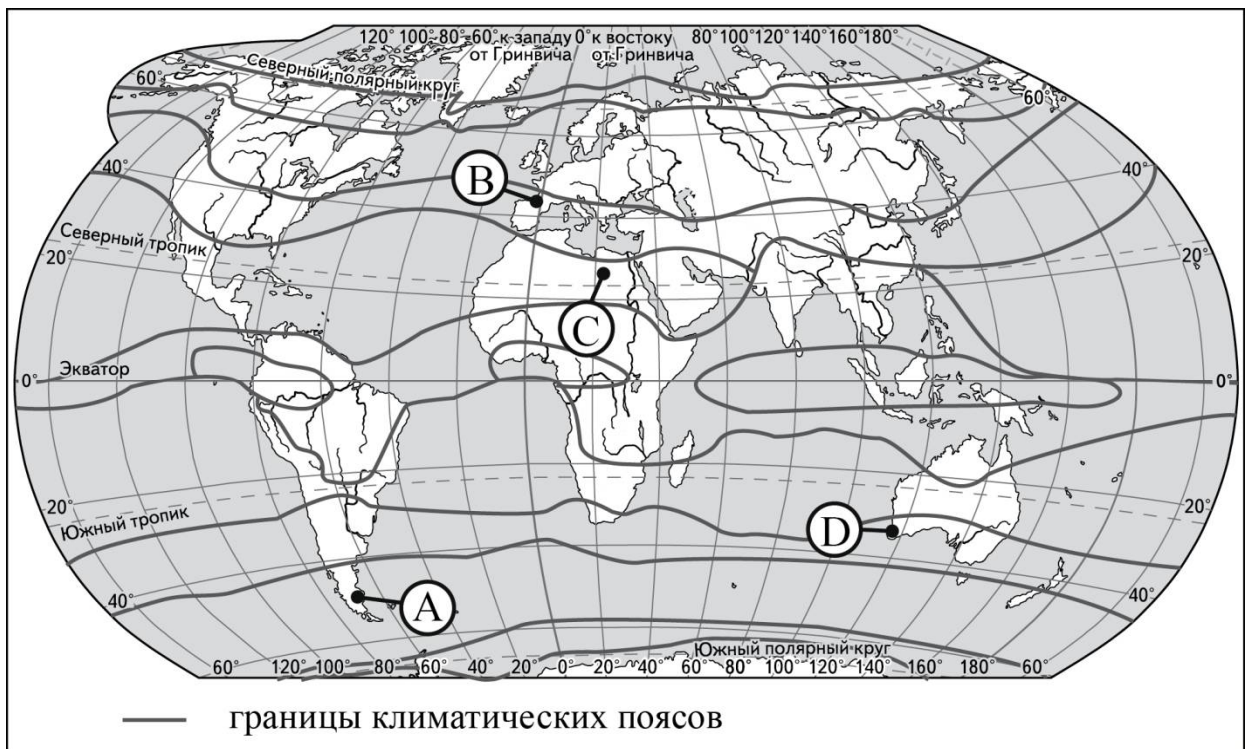 120° 100° 80° 60° к западу 0° к востоку 80° 100° 120° 140° 160° 180°
от Гринвича от Гринвича
Северный полярный круг
60° 60°
40° 40°
B
Северный тропик
20° 20°
C
Экватор
0° 0°
20° 20°
Южный тропик
D
40° 40°
A
Южный полярный круг
60° 120° 100° 80° 60° 40° 20° 0° 20° 40° 60° 80° 100° 120° 140° 160° 180° 60°
границы климатических поясов